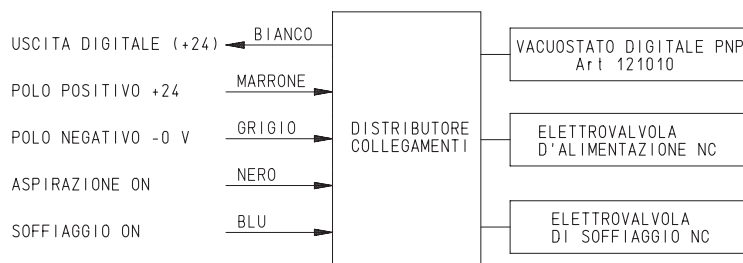 USCITA DIGITALE (+24)
BIANCO
POLO POSITIVO +24
MARRONE
POLO NEGATIVO -0 V
GRIGIO
ASPIRAZIONE ON
NERO
SOFFIAGGIO ON
BLU
DISTRIBUTORE
COLLEGAMENTI
VACUOSTATO DIGITALE PNP
Art 121010
ELETTROVALVOLA
D'ALIMENTAZIONE NC
ELETTROVALVOLA
DI SOFFIAGGIO NC